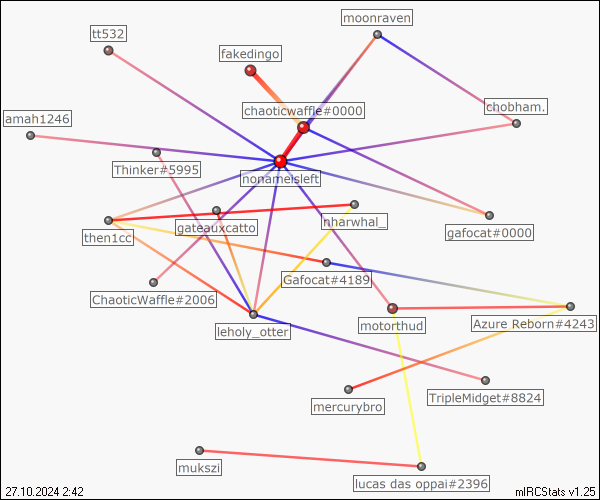 moonraven
tt532
fakedingo
chaoticwaffle#0000
chobham.
amah1246
Thinker#5995
nonameisleft
nharwhal_
gateauxcatto
gafocat#0000
then1cc
Gafocat#4189
ChaoticWaffle#2006
leholy_otter
motorthud
Azure Reborn#4243
TripleMidget#8824
mercurybro
mukszi
lucas das oppai#2396
27.10.2024 2:42
mIRCStats v1.25